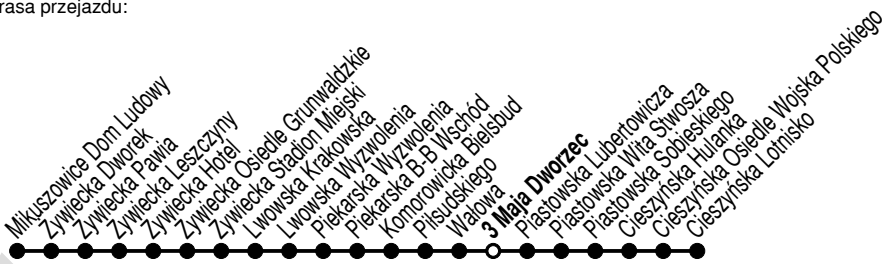 rasa przejazdu:
Mikuszowice Dom Ludowy
Żywiecka Dworek
Żywiecka Pawia
Żywiecka Leszczyny
Żywiecka Hotel
Żywiecka Osiedle Grunwaldzkie
Żywiecka Stadion Miejski
Lwowska Krakowska
Lwowska Wyzwolenia
Piekarska Wyzwolenia
Piekarska B-B Wschód
Komorowicka Bielsbud
Piłsudskiego
Wałowa
3 Maja Dworzec
Piastowska Lubertowicza
Piastowska Wita Stwosza
Piastowska Sobieskiego
Cieszyńska Hulanka
Cieszyńska Osiedle Wojska Polskiego
Cieszyńska Lotnisko